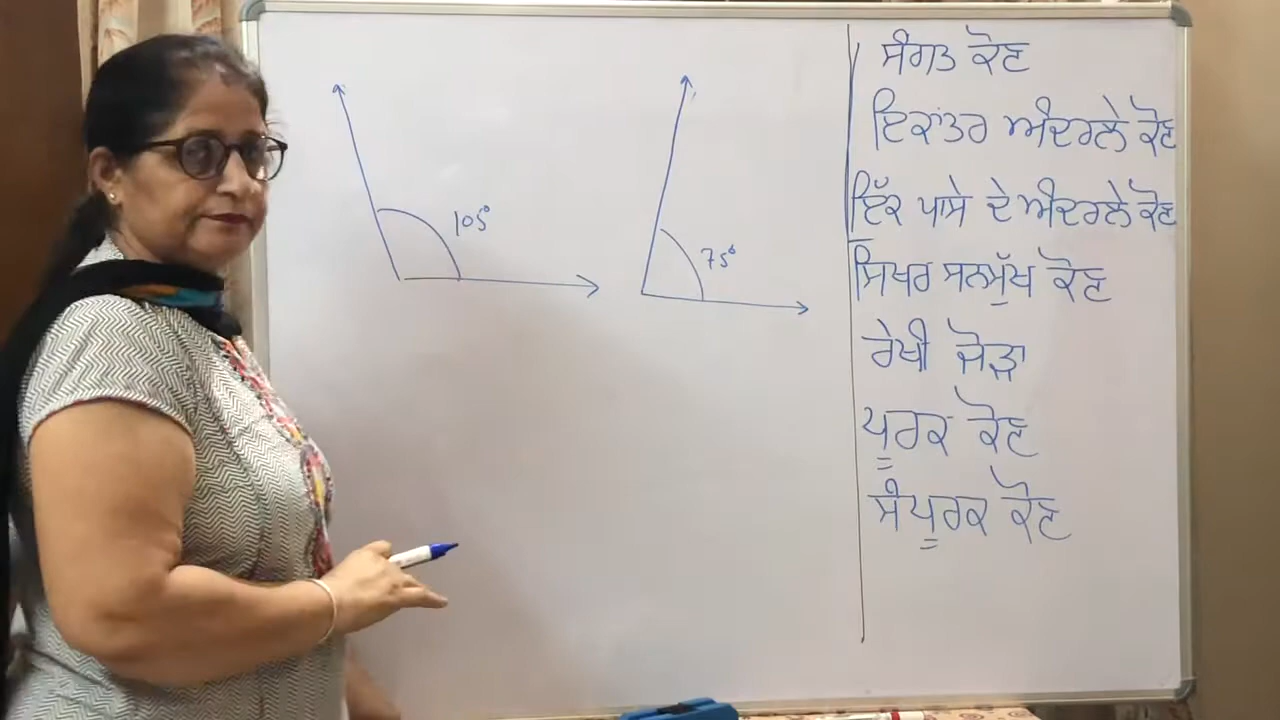 105°
75°
ਸੰਗਤ ਕੋਣ
ਇਕਾਂਤਰ ਅੰਦਰਲੇ ਕੋਣ
ਇੱਕ ਪਾਸੇ ਦੇ ਅੰਦਰਲੇ ਕੋਣ
ਸਿਖਰ ਸਨਮੁੱਖ ਕੋਣ
ਰੇਖੀ ਜੋੜਾ
ਪੂਰਕ ਕੋਣ
ਸੰਪੂਰਕ ਕੋਣ